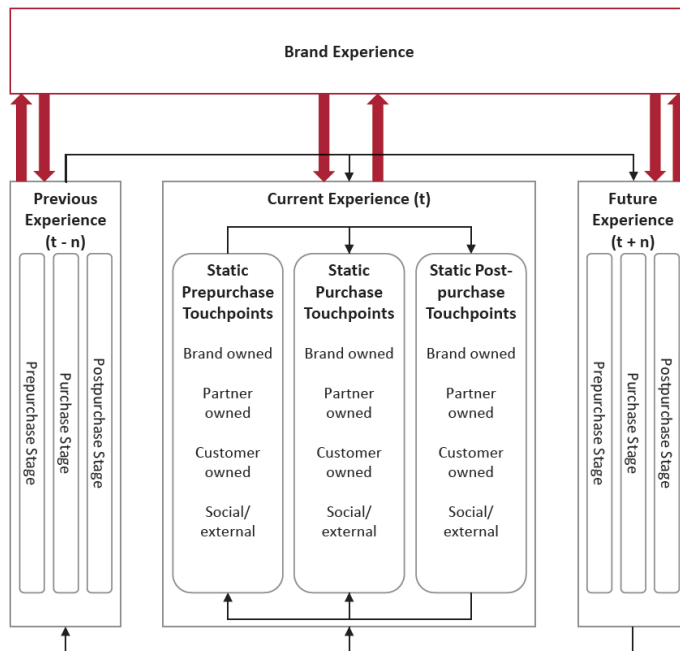 Brand Experience
Previous
Experience
(t - n)
Prepurchase Stage
Purchase Stage
Postpurchase Stage
Current Experience (t)
Static
Prepurchase
Touchpoints
Brand owned
Partner
owned
Customer
owned
Social/
external
Static
Purchase
Touchpoints
Brand owned
Partner
owned
Customer
owned
Social/
external
Static Post-
purchase
Touchpoints
Brand owned
Partner
owned
Customer
owned
Social/
external
Future
Experience
(t + n)
Prepurchase Stage
Purchase Stage
Postpurchase Stage